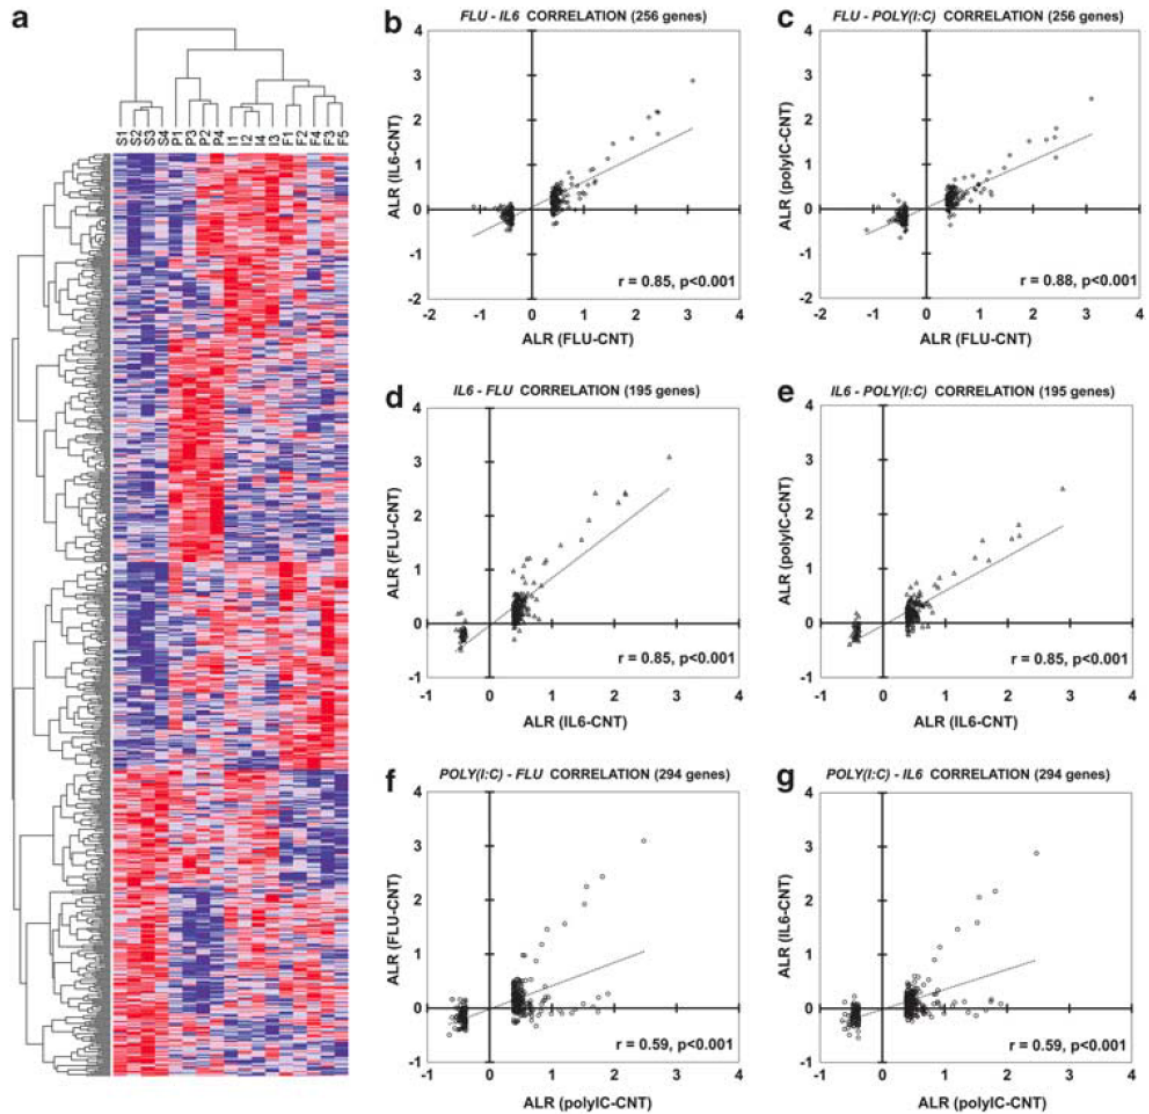 a
S1 S2 S3 S4 P1 P3 P2 P4 I1 I2 I4 I3 F1 F2 F4 F3 F5
b
FLU - IL6 CORRELATION (256 genes)
ALR (IL6-CNT)
4
3
2
1
0
-1
-2
r = 0.85, p<0.001
-2 -1 0 1 2 3 4
ALR (FLU-CNT)
c
FLU - POLY(I:C) CORRELATION (256 genes)
ALR (polyIC-CNT)
4
3
2
1
0
-1
-2
r = 0.88, p<0.001
-2 -1 0 1 2 3 4
ALR (FLU-CNT)
d
IL6 - FLU CORRELATION (195 genes)
ALR (FLU-CNT)
4
3
2
1
0
-1
r = 0.85, p<0.001
-1 0 1 2 3 4
ALR (IL6-CNT)
e
IL6 - POLY(I:C) CORRELATION (195 genes)
ALR (polyIC-CNT)
4
3
2
1
0
-1
r = 0.85, p<0.001
-1 0 1 2 3 4
ALR (IL6-CNT)
f
POLY(I:C) - FLU CORRELATION (294 genes)
ALR (FLU-CNT)
4
3
2
1
0
-1
r = 0.59, p<0.001
-1 0 1 2 3 4
ALR (polyIC-CNT)
g
POLY(I:C) - IL6 CORRELATION (294 genes)
ALR (IL6-CNT)
4
3
2
1
0
-1
r = 0.59, p<0.001
-1 0 1 2 3 4
ALR (polyIC-CNT)